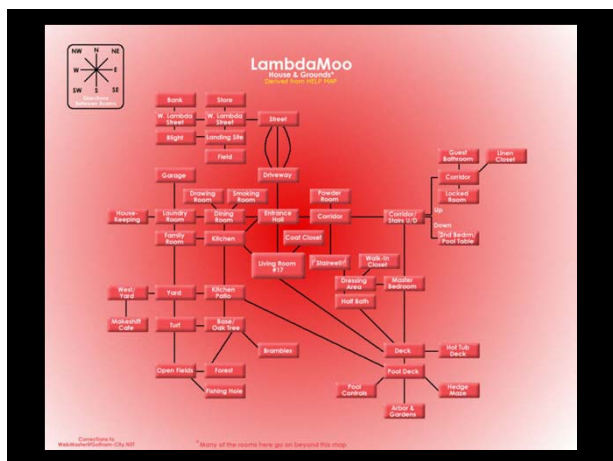 NW N NE
W E
SW S SE
Directions
Between Rooms
LambdaMoo
House & Grounds*
Derived from HELP MAP
Bank
Store
W. Lambda
Street
W. Lambda
Street
Street
Blight
Landing Site
Field
Guest
Bathroom
Linen
Closet
Corridor
Locked
Room
Garage
Driveway
Drawing
Room
Smoking
Room
Powder
Room
House-
Keeping
Laundry
Room
Dining
Room
Entrance
Hall
Corridor
Corridor/
Stairs U/D
Up
Down
2nd Bedrm/
Pool Table
Family
Room
Kitchen
Coat Closet
Living Room
#17
Stairwell
Walk-In
Closet
Dressing
Area
Master
Bedroom
Half Bath
West/
Yard
Yard
Kitchen
Patio
Makeshift
Cafe
Turf
Base/
Oak Tree
Brambles
Deck
Hot Tub
Deck
Open Fields
Forest
Pool Deck
Fishing Hole
Pool
Controls
Hedge
Maze
Arbor &
Gardens
Corrections to
WebMaster@Gotham-City.NET
* Many of the rooms here go on beyond this map